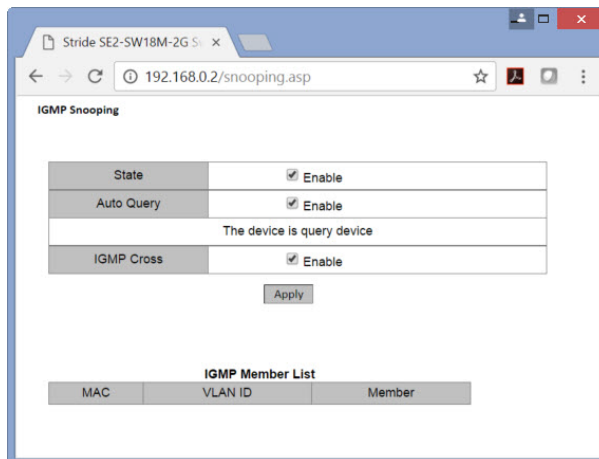 Stride SE2-SW18M-2G S
192.168.0.2/snooping.asp
IGMP Snooping
State Enable
Auto Query Enable
The device is query device
IGMP Cross Enable
Apply
IGMP Member List
MAC VLAN ID Member